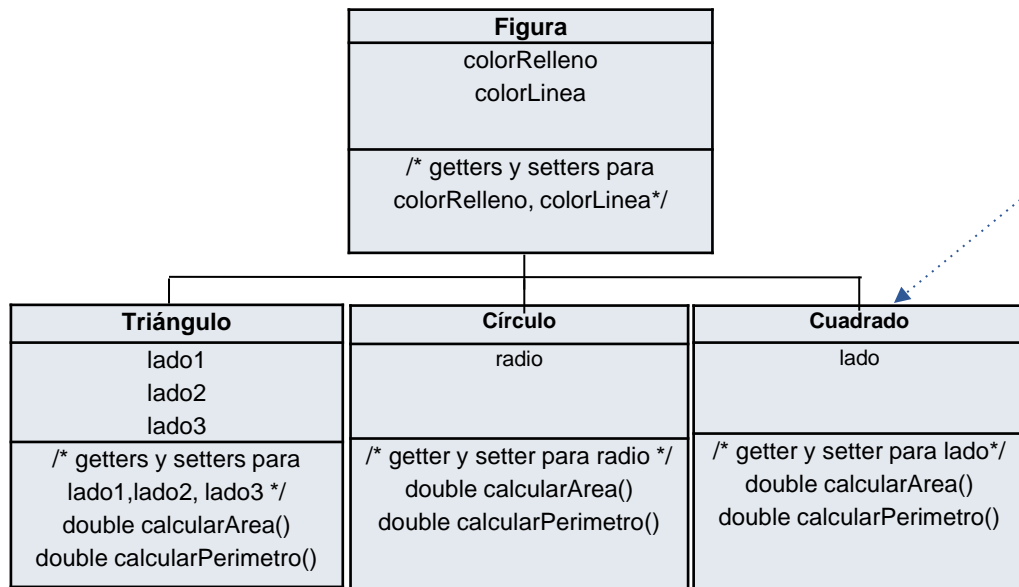 Figura
colorRelleno
colorLinea
/* getters y setters para
colorRelleno, colorLinea*/
Triángulo
lado1
lado2
lado3
/* getters y setters para
lado1,lado2, lado3 */
double calcularArea()
double calcularPerimetro()
Círculo
radio
/* getter y setter para radio */
double calcularArea()
double calcularPerimetro()
Cuadrado
lado
/* getter y setter para lado*/
double calcularArea()
double calcularPerimetro()